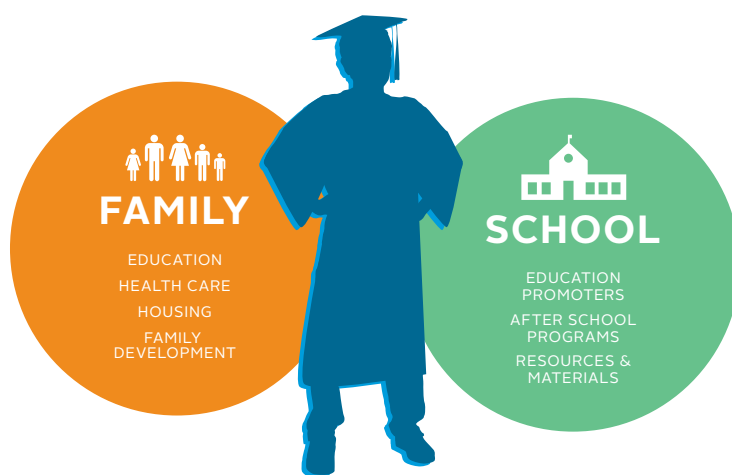 FAMILY
EDUCATION
HEALTH CARE
HOUSING
FAMILY
DEVELOPMENT
SCHOOL
EDUCATION
PROMOTERS
AFTER SCHOOL
PROGRAMS
RESOURCES &
MATERIALS